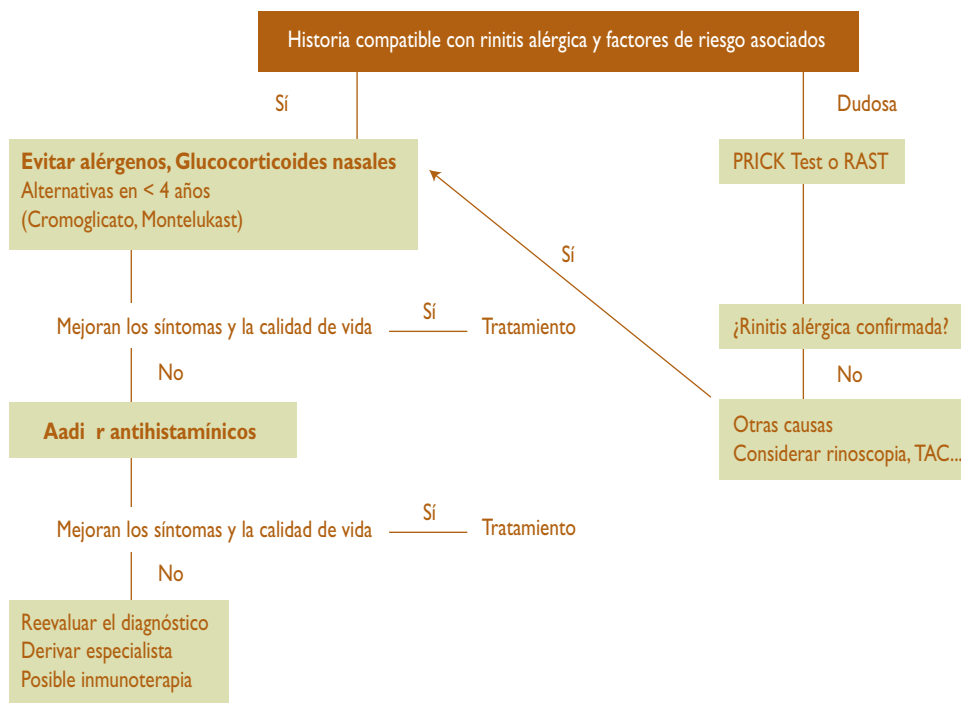 Historia compatible con rinitis alérgica y factores de riesgo asociados
Sí
Dudosa
Evitar alérgenos, Glucocorticoides nasales
Alternativas en < 4 años
(Cromoglicato, Montelukast)
PRICK Test o RAST
Sí
Mejoran los síntomas y la calidad de vida
Sí
Tratamiento
¿Rinitis alérgica confirmada?
No
No
Aadi r antihistamínicos
Otras causas
Considerar rinoscopia, TAC...
Mejoran los síntomas y la calidad de vida
Sí
Tratamiento
No
Reevaluar el diagnóstico
Derivar especialista
Posible inmunoterapia